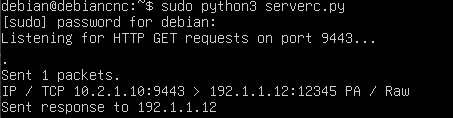 debian@debiancnc:~$ sudo python3 serverc.py
[sudo] password for debian:
Listening for HTTP GET requests on port 9443...
.
Sent 1 packets.
IP / TCP 10.2.1.10:9443 > 192.1.1.12:12345 PA / Raw
Sent response to 192.1.1.12